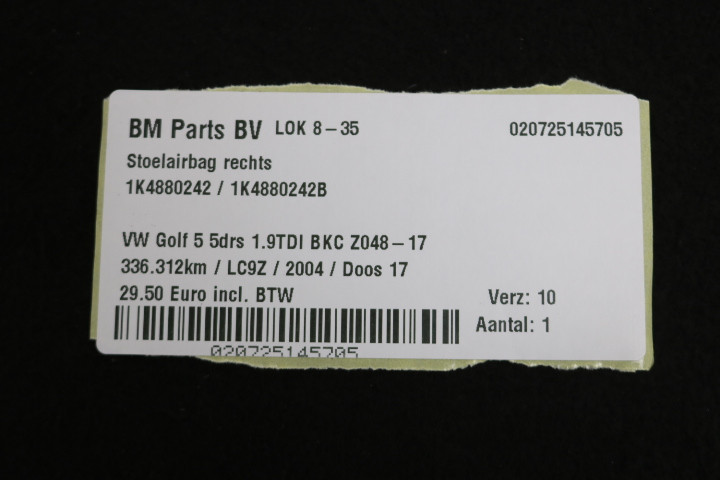 BM Parts BV LOK 8-35 020725145705
Stoelairbag rechts
1K4880242 / 1K4880242B
VW Golf 5 5drs 1.9TDI BKC Z048-17
336.312km / LC9Z / 2004 / Doos 17
29.50 Euro incl. BTW Verz: 10
Aantal: 1
020725145705